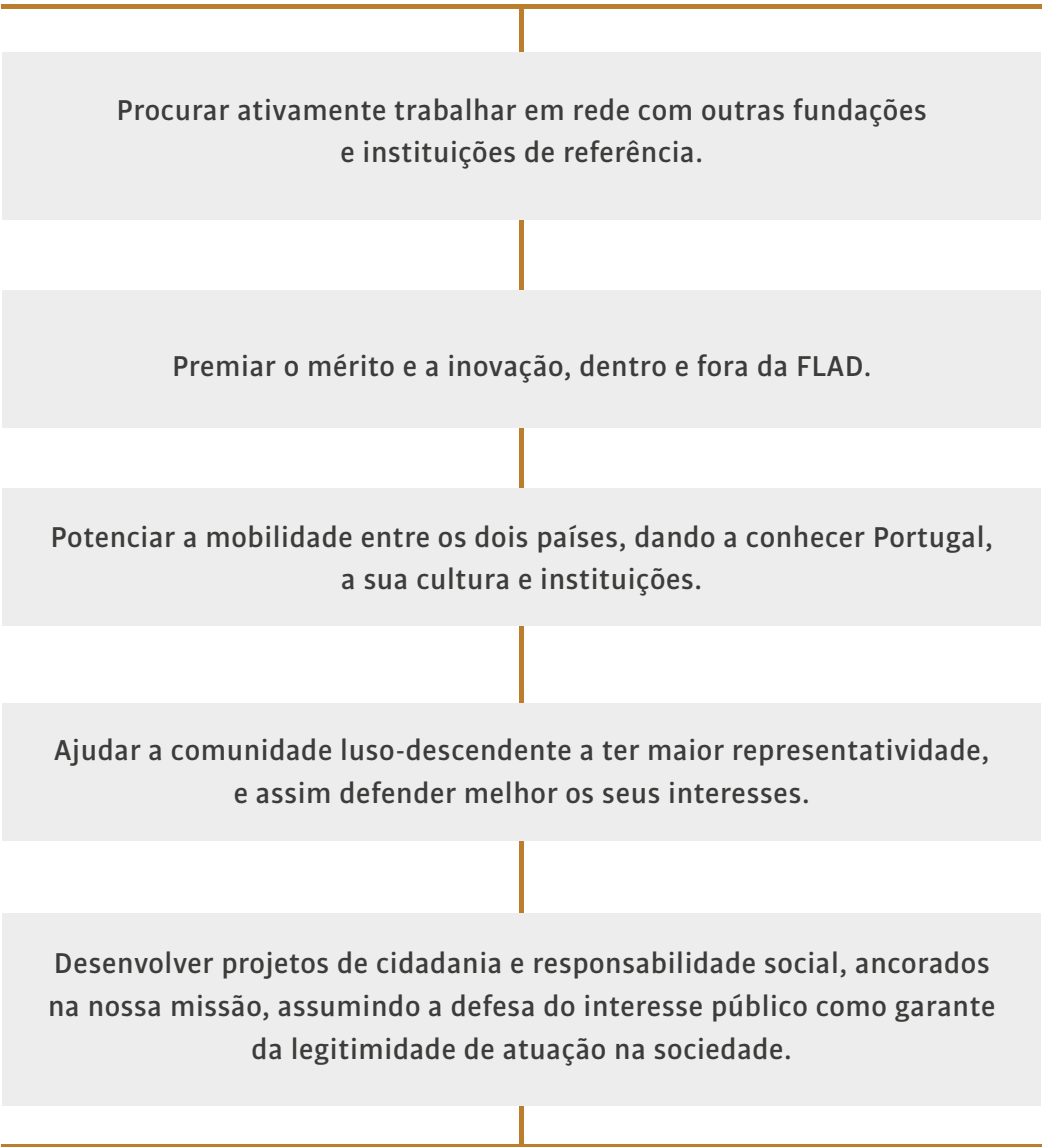 Procurar ativamente trabalhar em rede com outras fundações
e instituições de referência.
Premiar o mérito e a inovação, dentro e fora da FLAD.
Potenciar a mobilidade entre os dois países, dando a conhecer Portugal,
a sua cultura e instituições.
Ajudar a comunidade luso-descendente a ter maior representatividade,
e assim defender melhor os seus interesses.
Desenvolver projetos de cidadania e responsabilidade social, ancorados
na nossa missão, assumindo a defesa do interesse público como garante
da legitimidade de atuação na sociedade.